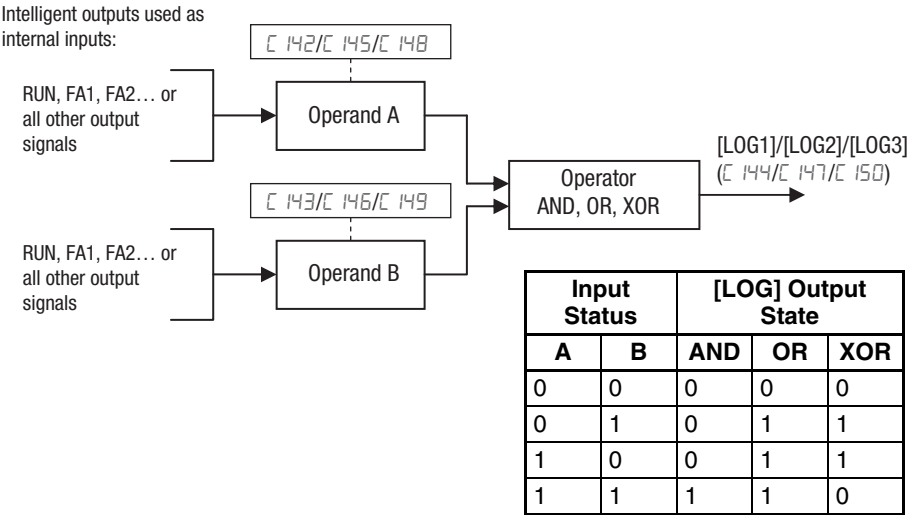 Intelligent outputs used as
internal inputs:
C 142/C 145/C 148
RUN, FA1, FA2… or
all other output
signals
Operand A
[LOG1]/[LOG2]/[LOG3]
(C 144/C 147/C 150)
Operator
AND, OR, XOR
C 143/C 146/C 149
RUN, FA1, FA2… or
all other output
signals
Operand B
Input
Status
[LOG] Output
State
A B AND OR XOR
0 0 0 0 0
0 1 0 1 1
1 0 0 1 1
1 1 1 1 0